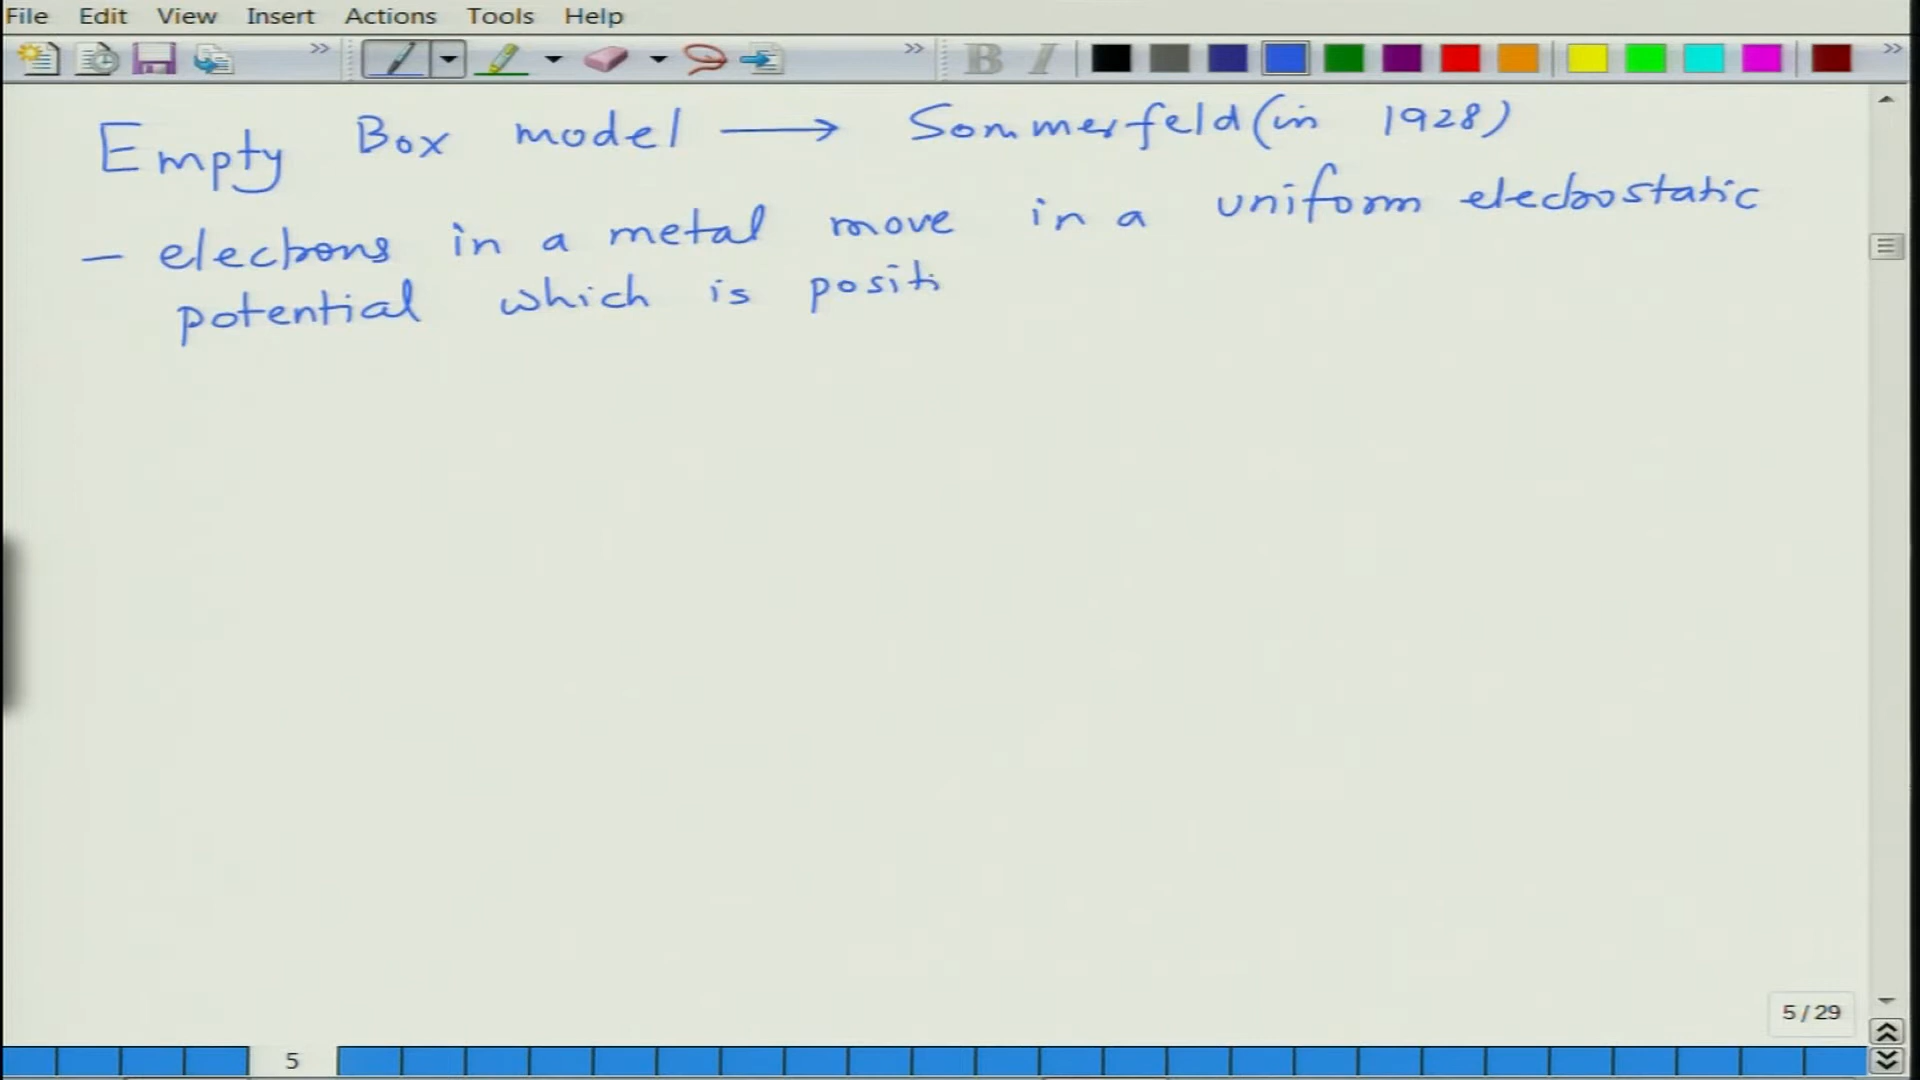 File Edit View Insert Actions Tools Help
B I
Empty Box model → Sommerfeld (in 1928)
- electrons in a metal move in a uniform electrostatic
potential which is positi
5 / 29
5